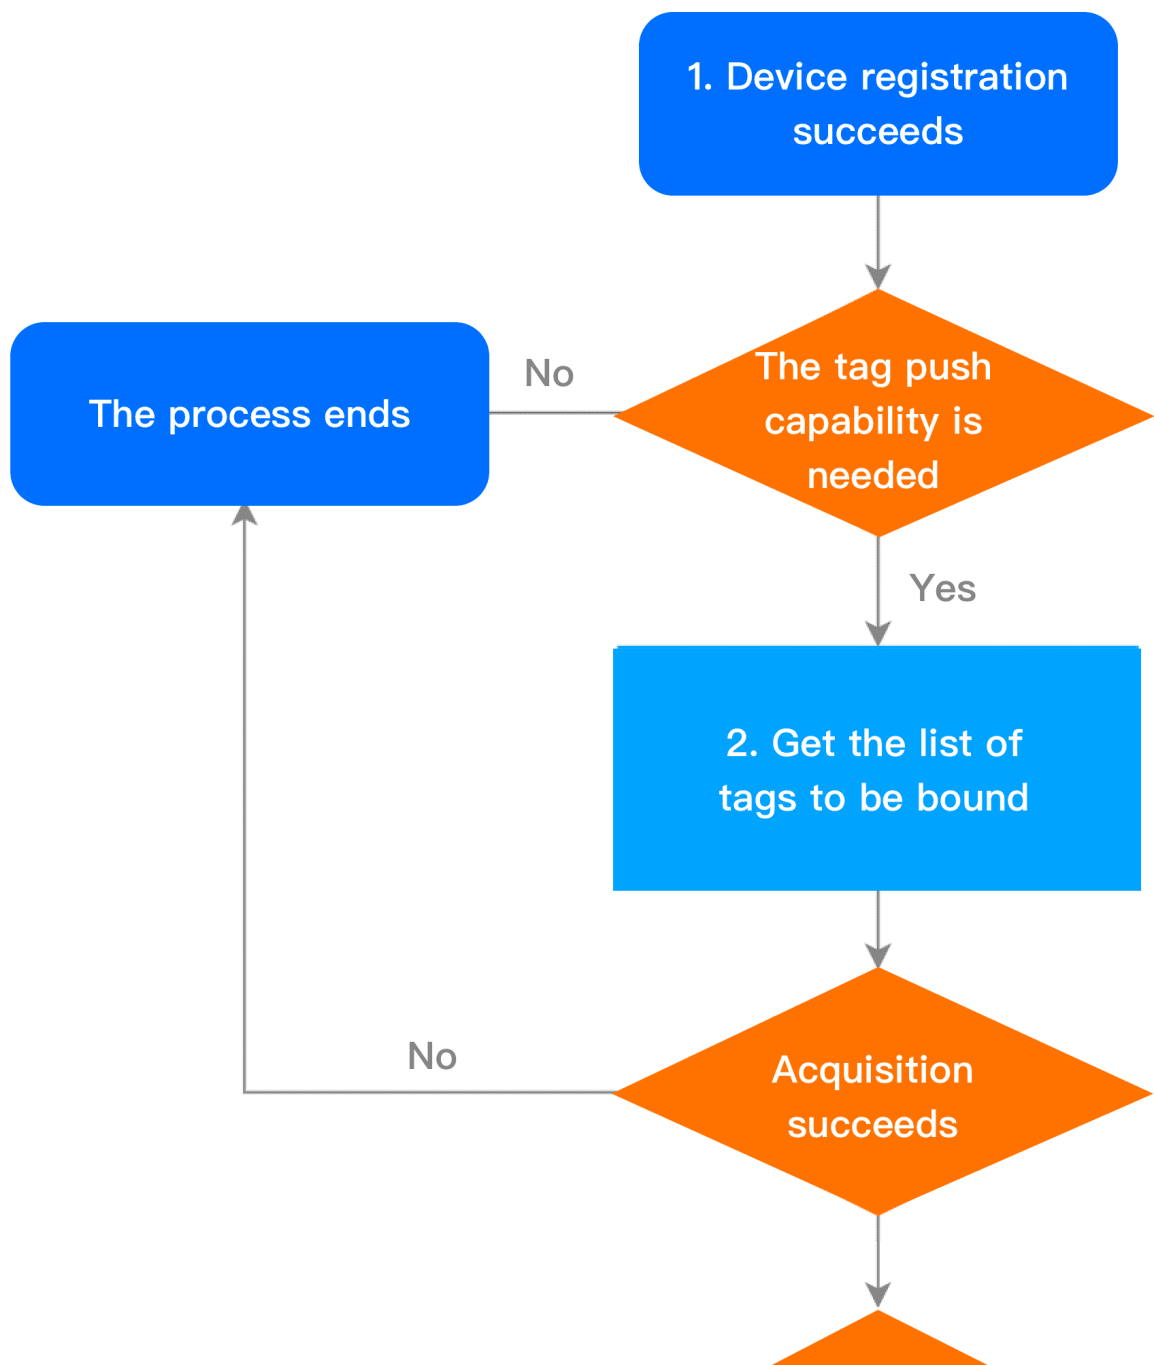 1. Device registration
succeeds
The tag push
capability is
needed
No
The process ends
Yes
2. Get the list of
tags to be bound
Acquisition
succeeds
No